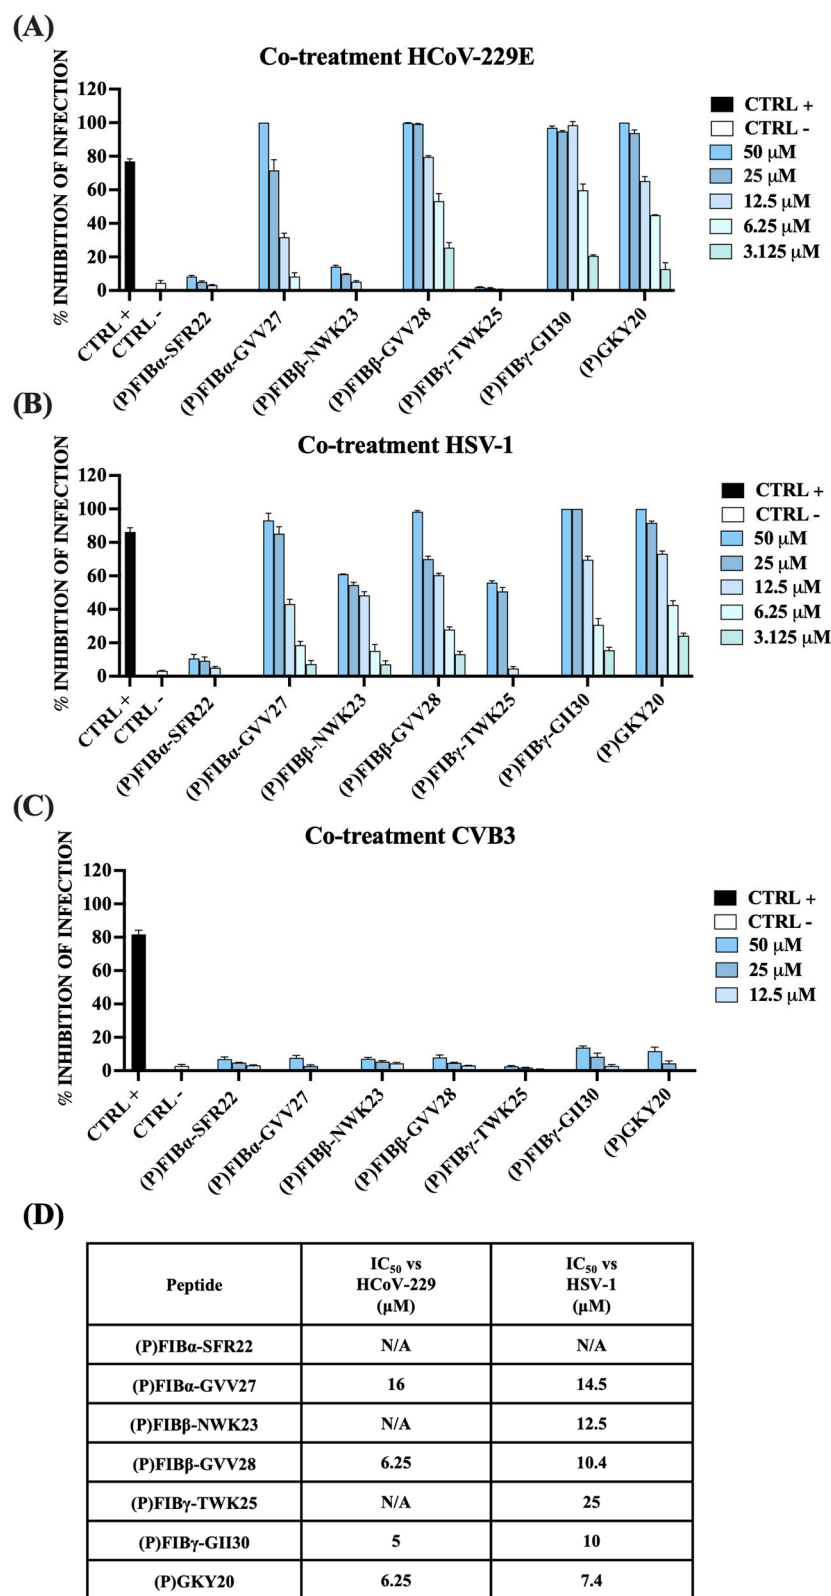 (A)
Co-treatment HCoV-229E
% INHIBITION OF INFECTION
120
100
80
60
40
20
0
CTRL +
CTRL -
(P)FIBα-SFR22
(P)FIBα-GVV27
(P)FIBβ-NWK23
(P)FIBβ-GVV28
(P)FIBγ-TWK25
(P)FIBγ-GII30
(P)GKY20
CTRL +
CTRL -
50 µM
25 µM
12.5 µM
6.25 µM
3.125 µM
(B)
Co-treatment HSV-1
% INHIBITION OF INFECTION
120
100
80
60
40
20
0
CTRL +
CTRL -
(P)FIBα-SFR22
(P)FIBα-GVV27
(P)FIBβ-NWK23
(P)FIBβ-GVV28
(P)FIBγ-TWK25
(P)FIBγ-GII30
(P)GKY20
CTRL +
CTRL -
50 µM
25 µM
12.5 µM
6.25 µM
3.125 µM
(C)
Co-treatment CVB3
% INHIBITION OF INFECTION
120
100
80
60
40
20
0
CTRL +
CTRL -
(P)FIBα-SFR22
(P)FIBα-GVV27
(P)FIBβ-NWK23
(P)FIBβ-GVV28
(P)FIBγ-TWK25
(P)FIBγ-GII30
(P)GKY20
CTRL +
CTRL -
50 µM
25 µM
12.5 µM
(D)
Peptide
IC₅₀ vs
HCoV-229
(µM)
IC₅₀ vs
HSV-1
(µM)
(P)FIBα-SFR22 N/A N/A
(P)FIBα-GVV27 16 14.5
(P)FIBβ-NWK23 N/A 12.5
(P)FIBβ-GVV28 6.25 10.4
(P)FIBγ-TWK25 N/A 25
(P)FIBγ-GII30 5 10
(P)GKY20 6.25 7.4